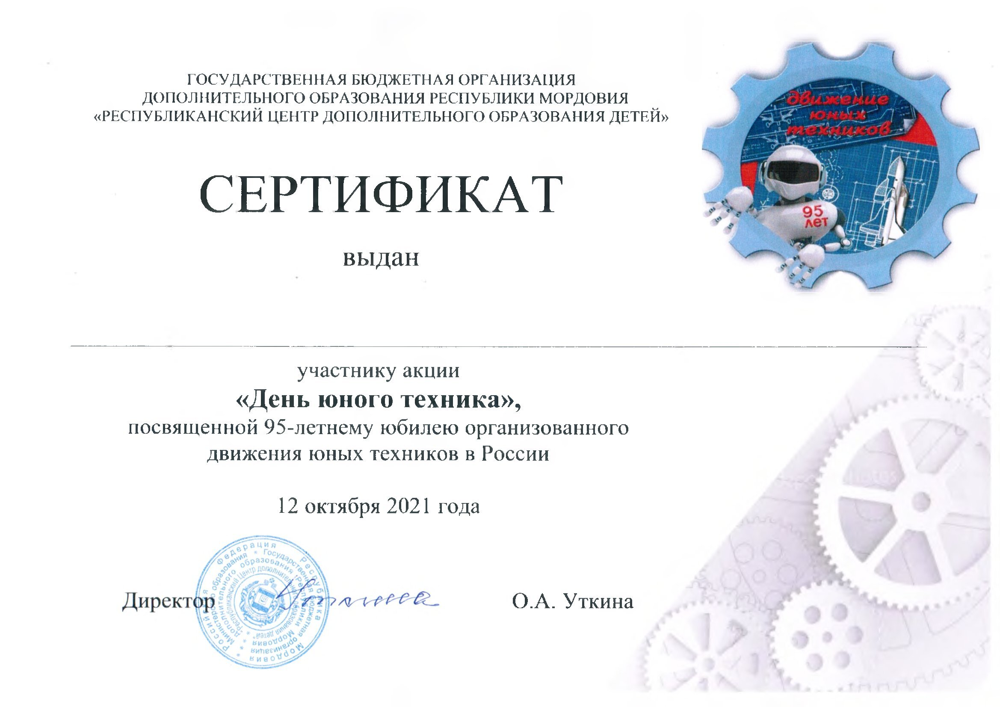 ГОСУДАРСТВЕННАЯ БЮДЖЕТНАЯ ОРГАНИЗАЦИЯ
ДОПОЛНИТЕЛЬНОГО ОБРАЗОВАНИЯ РЕСПУБЛИКИ МОРДОВИЯ
«РЕСПУБЛИКАНСКИЙ ЦЕНТР ДОПОЛНИТЕЛЬНОГО ОБРАЗОВАНИЯ ДЕТЕЙ»
движение
юных
техников
95
лет
СЕРТИФИКАТ
выдан
участнику акции
«День юного техника»,
посвященной 95-летнему юбилею организованного
движения юных техников в России
12 октября 2021 года
Директор
О.А. Уткина
Российская Федерация Республика Мордовия
Министерство образования * Государственная бюджетная организация
дополнительного образования Республики Мордовия
"Республиканский Центр дополнительного образования детей"